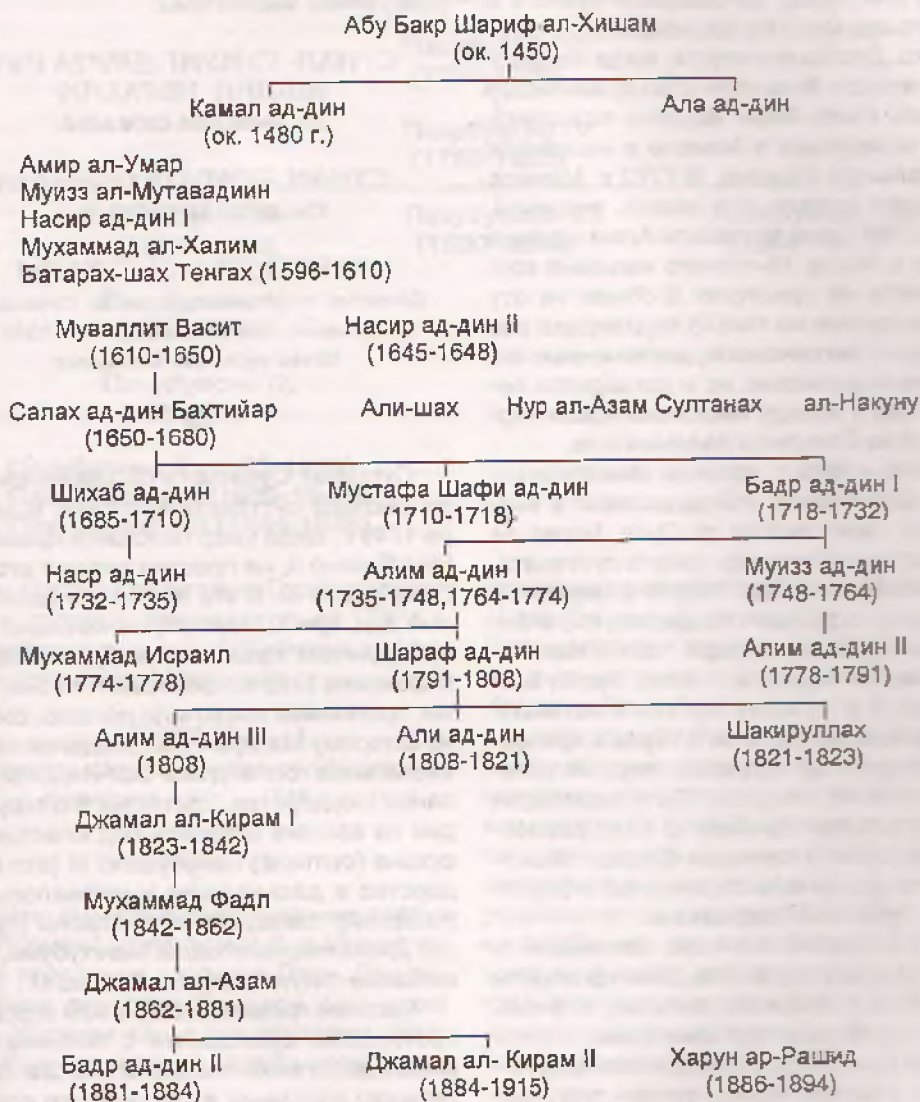 Абу Бакр Шариф ал-Хишам
(ок. 1450)
Камал ад-дин Ала ад-дин
(ок. 1480 г.)
Амир ал-Умар
Муизз ал-Мутавадиин
Насир ад-дин I
Мухаммад ал-Халим
Батарах-шах Тенгах (1596-1610)
Муваллит Васит Насир ад-дин II
(1610-1650) (1645-1648)
Салах ад-дин Бахтийар Али-шах Нур ал-Азам Султанах ал-Накуну
(1650-1680)
Шихаб ад-дин Мустафа Шафи ад-дин Бадр ад-дин I
(1685-1710) (1710-1718) (1718-1732)
Наср ад-дин Алим ад-дин I Муизз ад-дин
(1732-1735) (1735-1748,1764-1774) (1748-1764)
Мухаммад Исраил Шараф ад-дин Алим ад-дин II
(1774-1778) (1791-1808) (1778-1791)
Алим ад-дин III Али ад-дин Шакируллах
(1808) (1808-1821) (1821-1823)
Джамал ал-Кирам I
(1823-1842)
Мухаммад Фадл
(1842-1862)
Джамал ал-Азам
(1862-1881)
Бадр ад-дин II Джамал ал- Кирам II Харун ар-Рашид
(1881-1884) (1884-1915) (1886-1894)